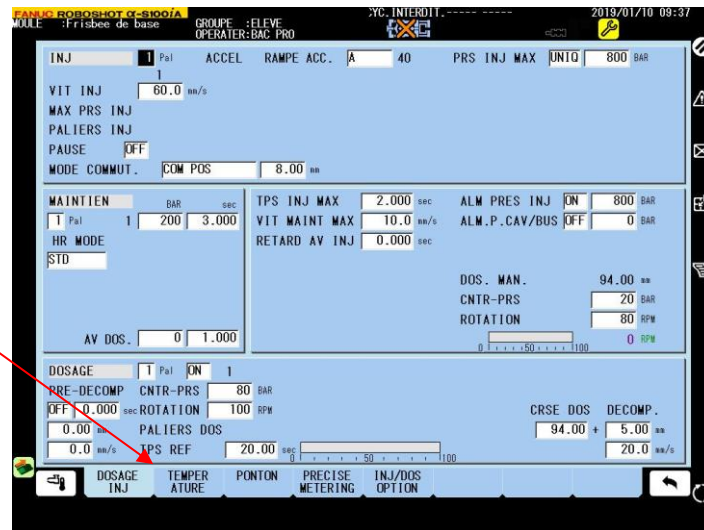 FANUC ROBOSHOT α-S100iA GROUPE :ELEVE CYC.INTERDIT.----- ----- 2019/01/10 09:37
MOULE :Frisbee de base OPERATER:BAC PRO
INJ 1 Pal ACCEL RAMPE ACC. A 40 PRS INJ MAX UNIQ 800 BAR
1
VIT INJ 60.0 mm/s
MAX PRS INJ
PALIERS INJ
PAUSE OFF
MODE COMMUT. COM POS 8.00 mm
MAINTIEN BAR sec TPS INJ MAX 2.000 sec ALM PRES INJ ON 800 BAR
1 Pal 1 200 3.000 VIT MAINT MAX 10.0 mm/s ALM.P.CAV/BUS OFF 0 BAR
HR MODE RETARD AV INJ 0.000 sec
STD
DOS. MAN. 94.00 mm
CNTR-PRS 20 BAR
ROTATION 80 RPM
AV DOS. 0 1.000 0 50 100 0 RPM
DOSAGE 1 Pal ON 1
PRE-DECOMP CNTR-PRS 80 BAR
OFF 0.000 sec ROTATION 100 RPM CRSE DOS DECOMP.
0.00 mm PALIERS DOS 94.00 + 5.00 mm
0.0 mm/s TPS REF 20.00 sec 0 50 100 20.0 mm/s
DOSAGE INJ TEMPER ATURE PONTON PRECISE METERING INJ/DOS OPTION